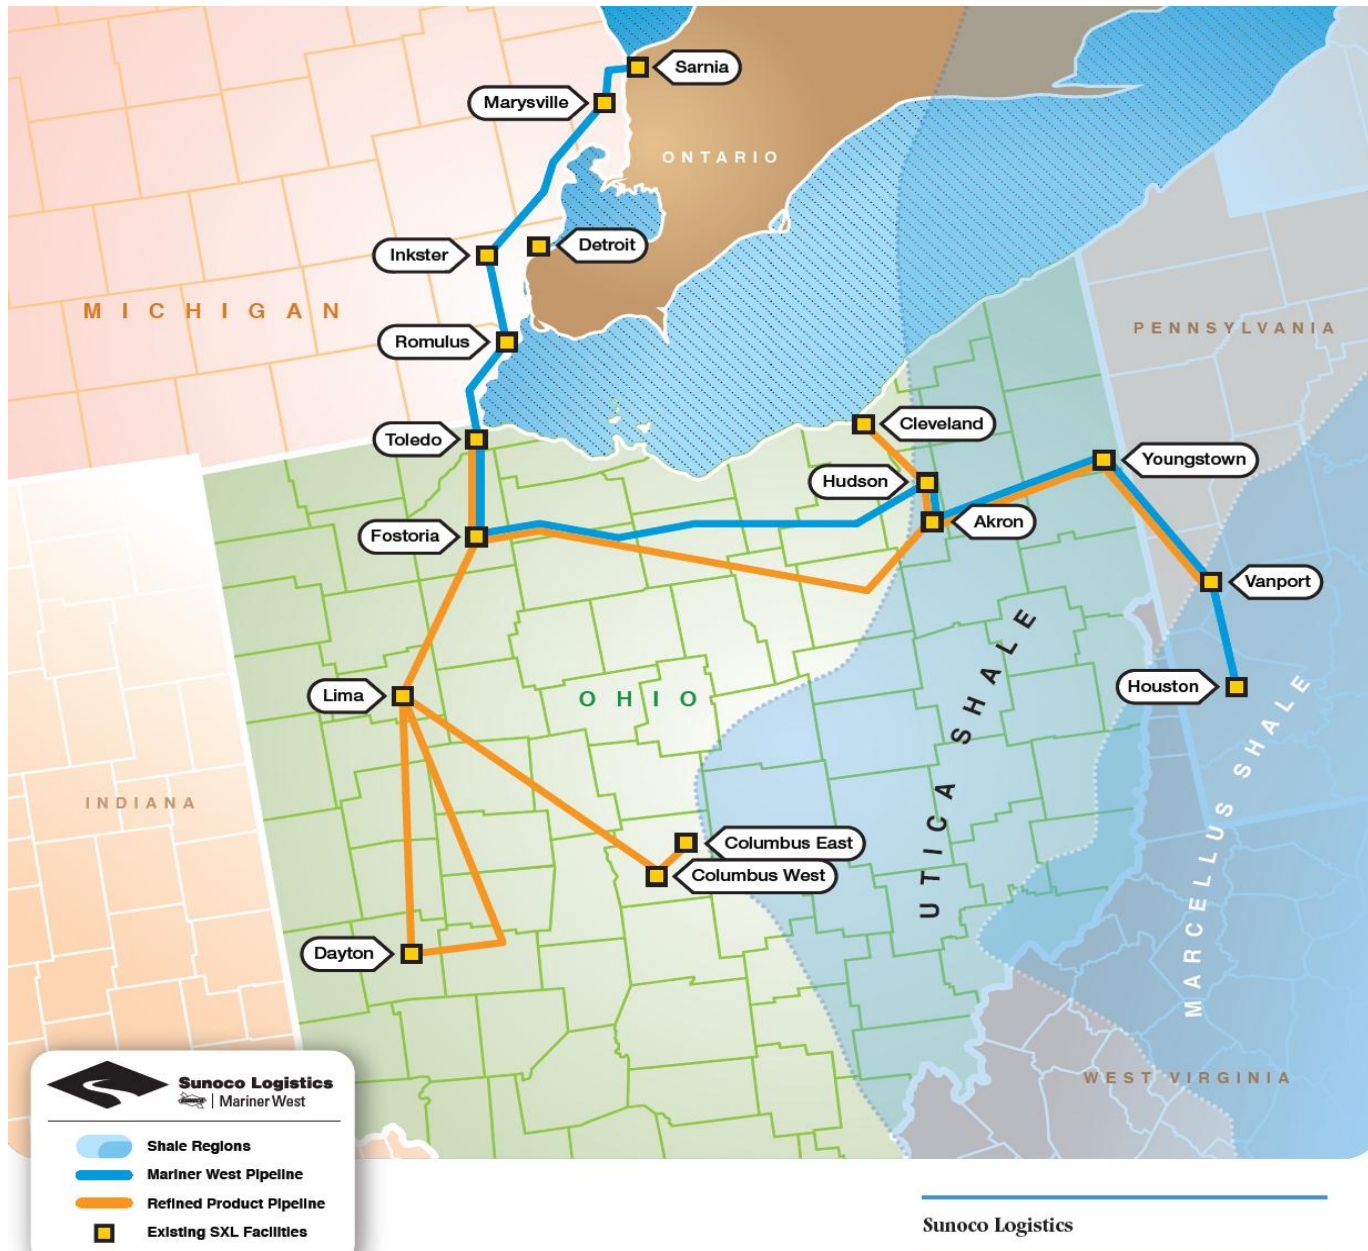 Sarnia
Marysville
ONTARIO
Detroit
Inkster
MICHIGAN
PENNSYLVANIA
Romulus
Cleveland
Toledo
Youngstown
Hudson
Akron
Fostoria
Vanport
UTICA SHALE
Houston
Lima
OHIO
MARCELLUS SHALE
INDIANA
Columbus East
Columbus West
Dayton
WEST VIRGINIA
Sunoco Logistics
SUNOCO | Mariner West
Shale Regions
Mariner West Pipeline
Refined Product Pipeline
Existing SXL Facilities
Sunoco Logistics